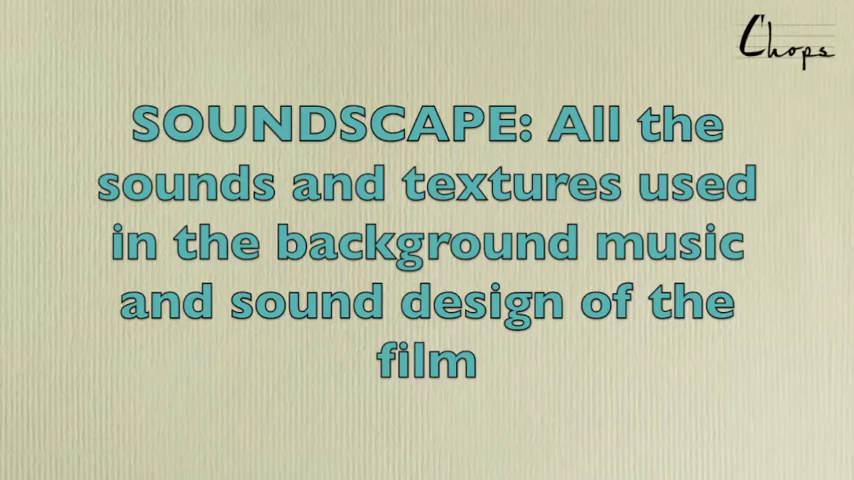 Chops
SOUNDSCAPE: All the
sounds and textures used
in the background music
and sound design of the
film